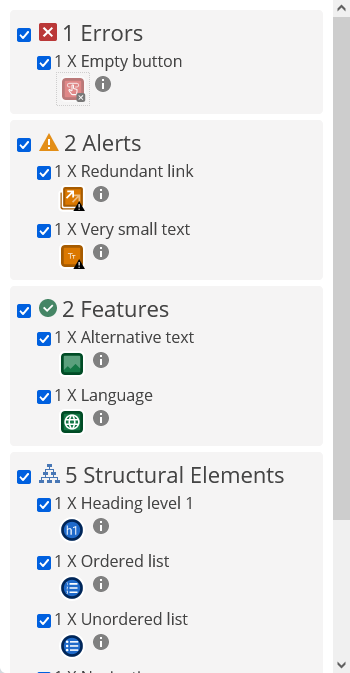 1 Errors
1 X Empty button
2 Alerts
1 X Redundant link
1 X Very small text
2 Features
1 X Alternative text
1 X Language
5 Structural Elements
1 X Heading level 1
h1
1 X Ordered list
1 X Unordered list